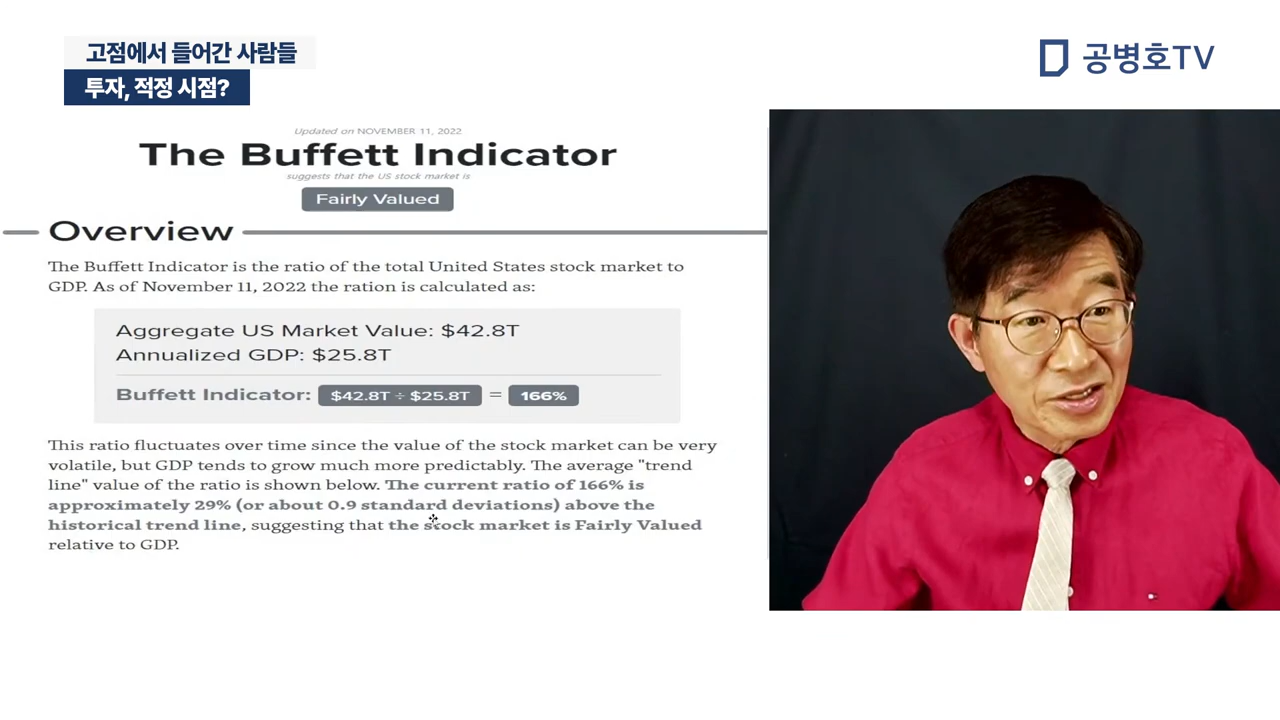 고점에서 들어간 사람들
투자, 적정 시점?
공병호TV
Updated on NOVEMBER 11, 2022
The Buffett Indicator
suggests that the US stock market is
Fairly Valued
Overview
The Buffett Indicator is the ratio of the total United States stock market to
GDP. As of November 11, 2022 the ration is calculated as:
Aggregate US Market Value: $42.8T
Annualized GDP: $25.8T
Buffett Indicator: $42.8T ÷ $25.8T = 166%
This ratio fluctuates over time since the value of the stock market can be very
volatile, but GDP tends to grow much more predictably. The average "trend
line" value of the ratio is shown below. The current ratio of 166% is
approximately 29% (or about 0.9 standard deviations) above the
historical trend line, suggesting that the stock market is Fairly Valued
relative to GDP.